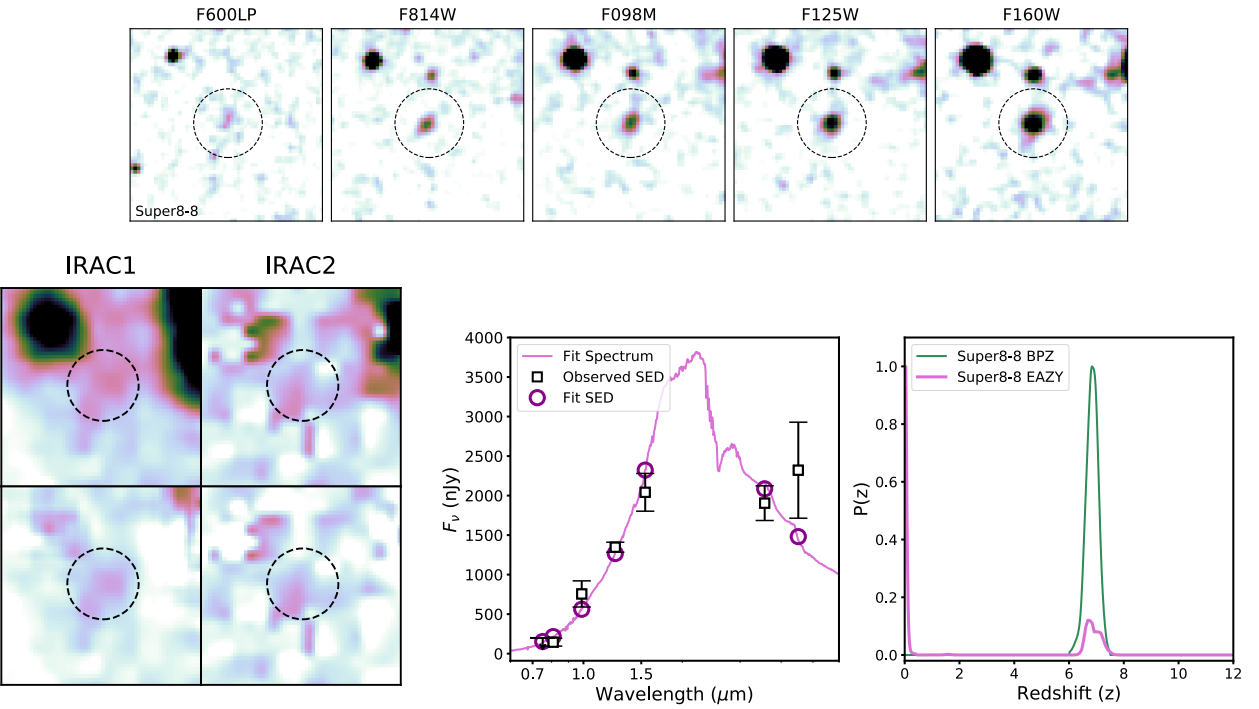 F600LP F814W F098M F125W F160W
Super8-8
IRAC1 IRAC2
Fit Spectrum
Observed SED
Fit SED
4000
3500
3000
2500
2000
1500
1000
500
0
F_ν (nJy)
0.7 1.0 1.5
Wavelength (μm)
Super8-8 BPZ
Super8-8 EAZY
1.0
0.8
0.6
0.4
0.2
0.0
P(z)
0 2 4 6 8 10 12
Redshift (z)